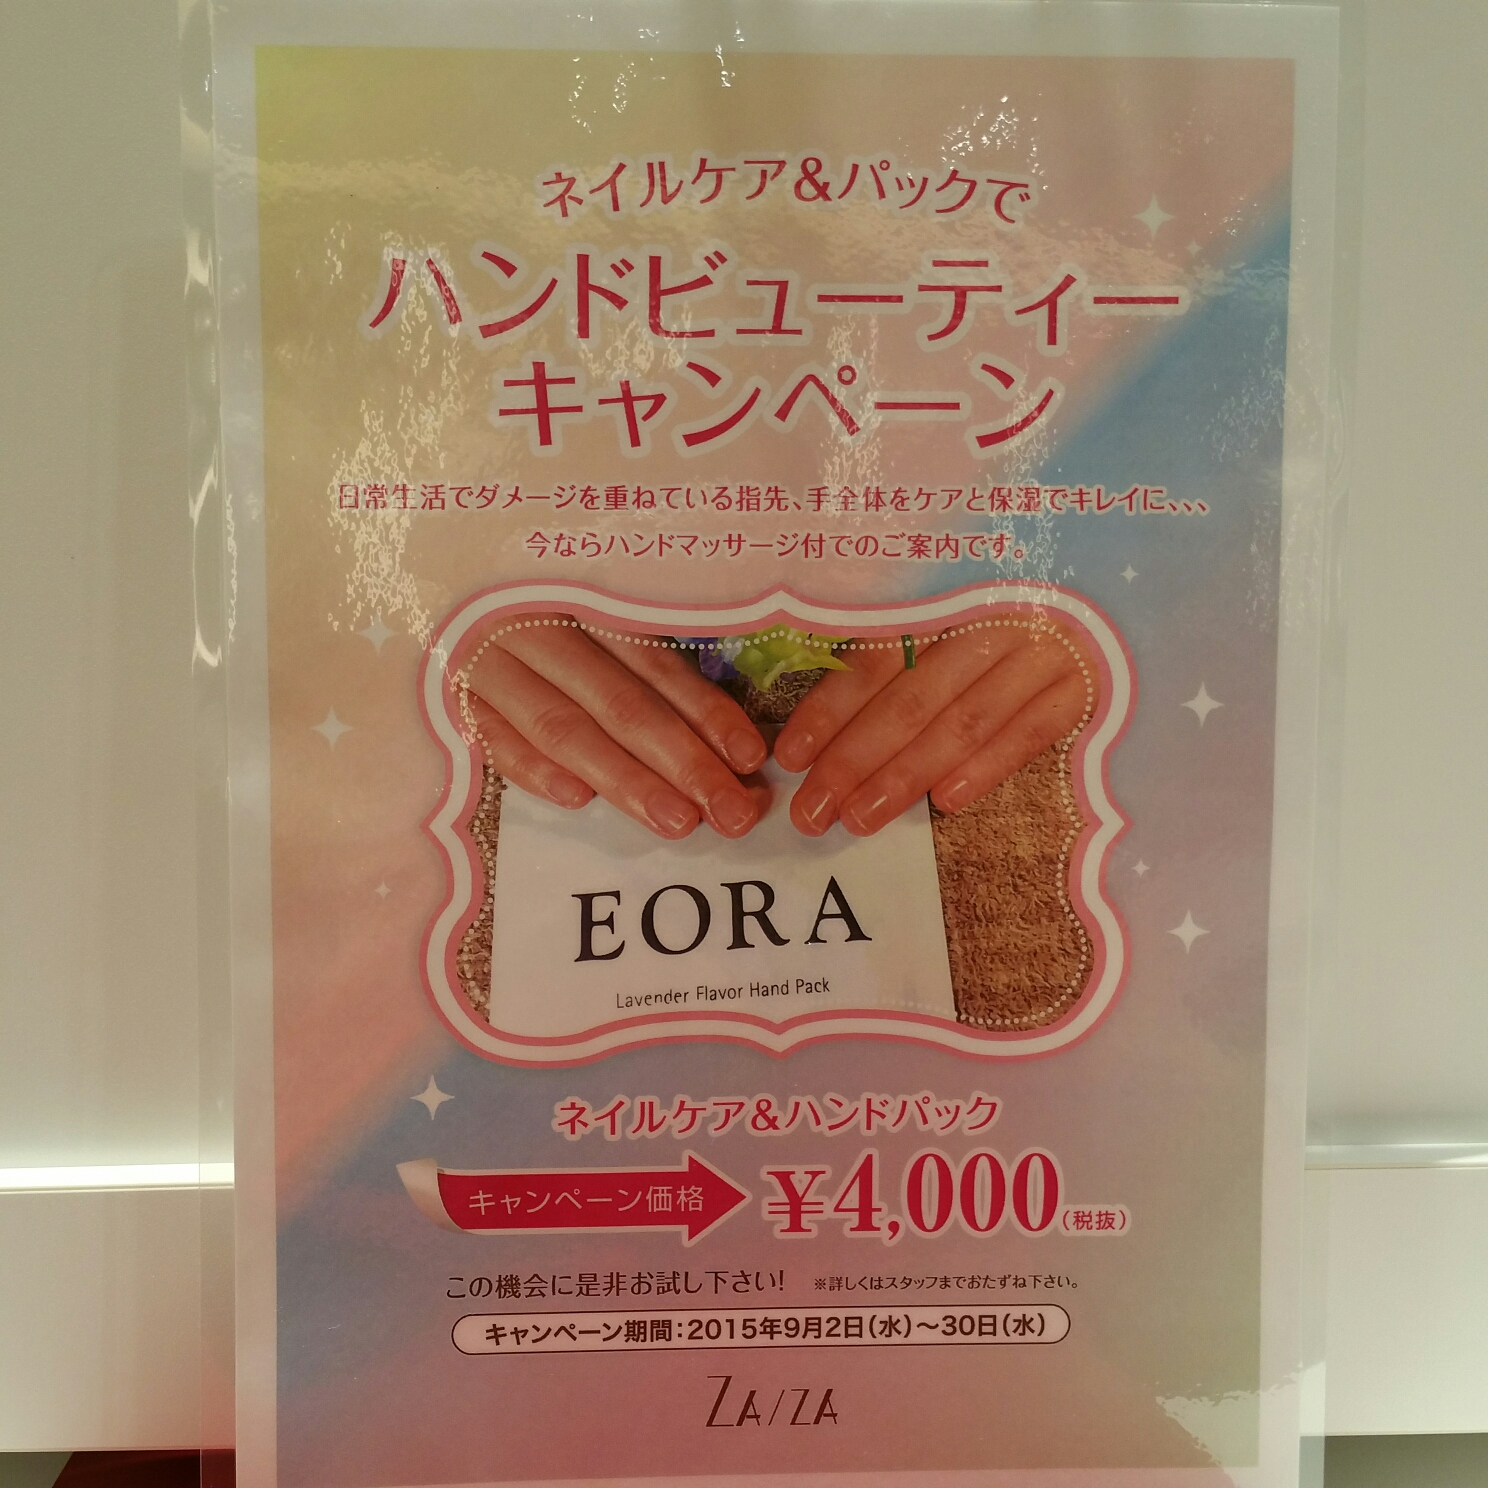 ネイルケア&パックで
ハンドビューティー
キャンペーン
日常生活でダメージを重ねている指先、手全体をケアと保湿でキレイに、、、
今ならハンドマッサージ付でのご案内です。
EORA
Lavender Flavor Hand Pack
ネイルケア&ハンドパック
キャンペーン価格 ¥4,000(税抜)
この機会に是非お試し下さい! ※詳しくはスタッフまでおたずね下さい。
キャンペーン期間:2015年9月2日(水)〜30日(水)
ZA/ZA